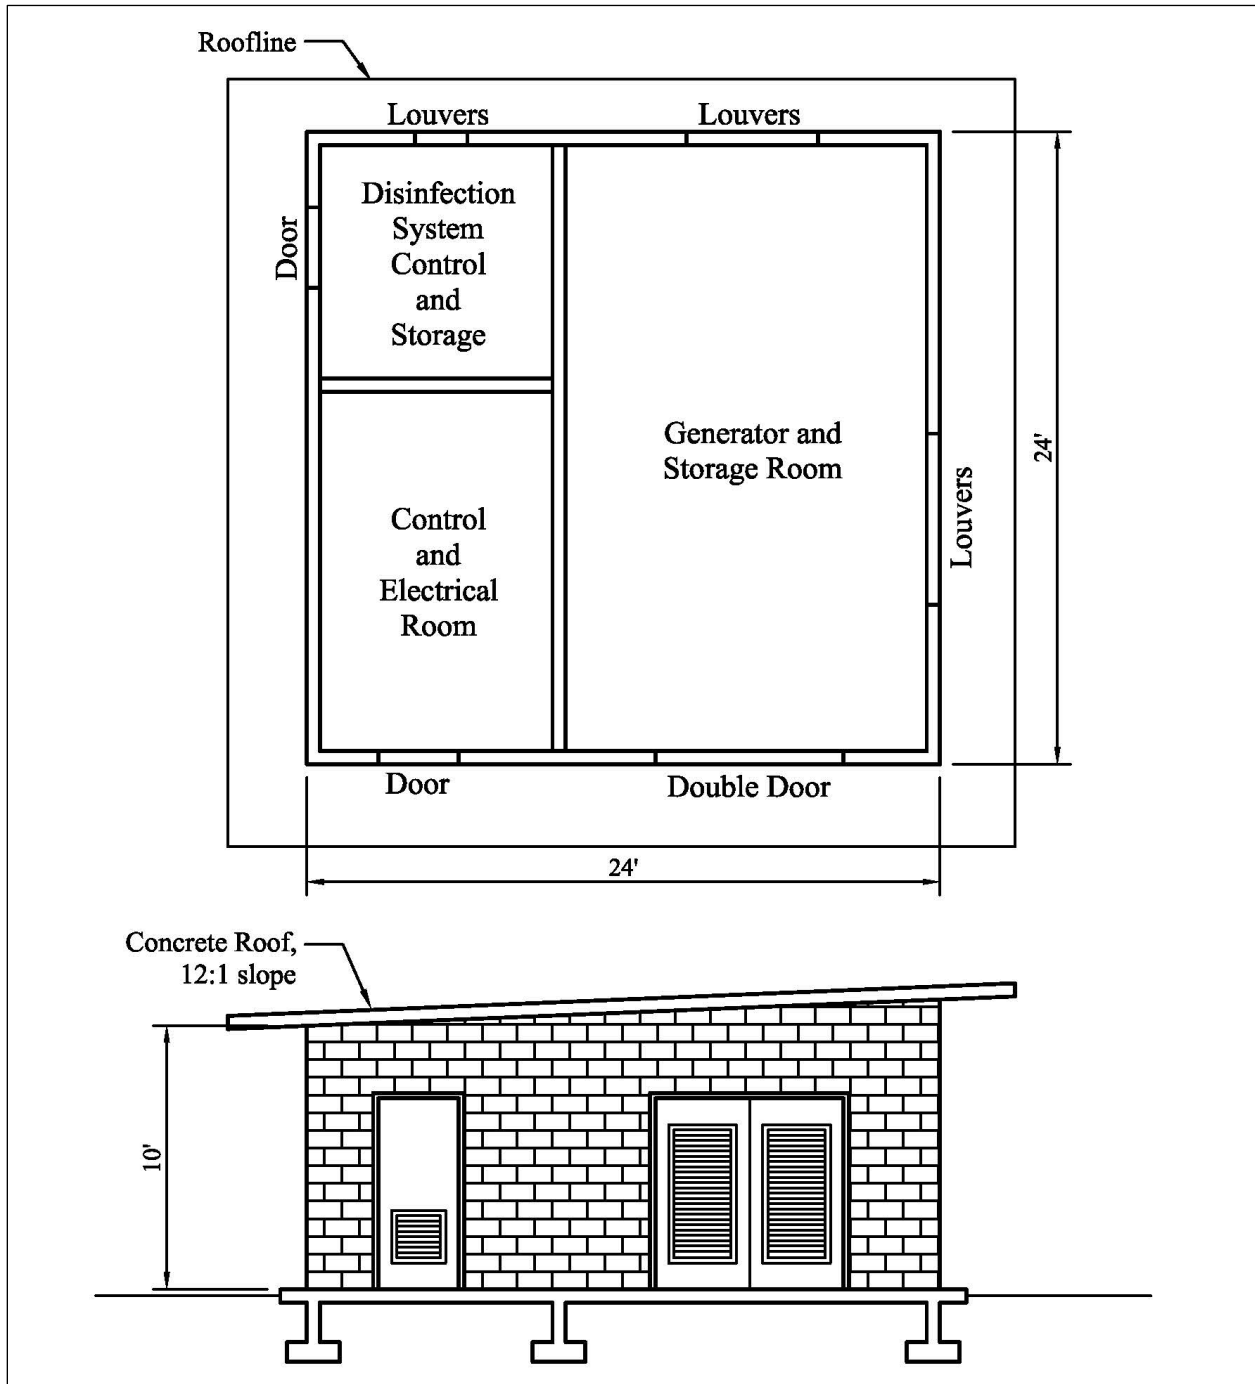 Roofline
Louvers
Louvers
Disinfection
System
Control
and
Storage
Door
Generator and
Storage Room
24'
Louvers
Control
and
Electrical
Room
Door
Double Door
24'
Concrete Roof,
12:1 slope
10'